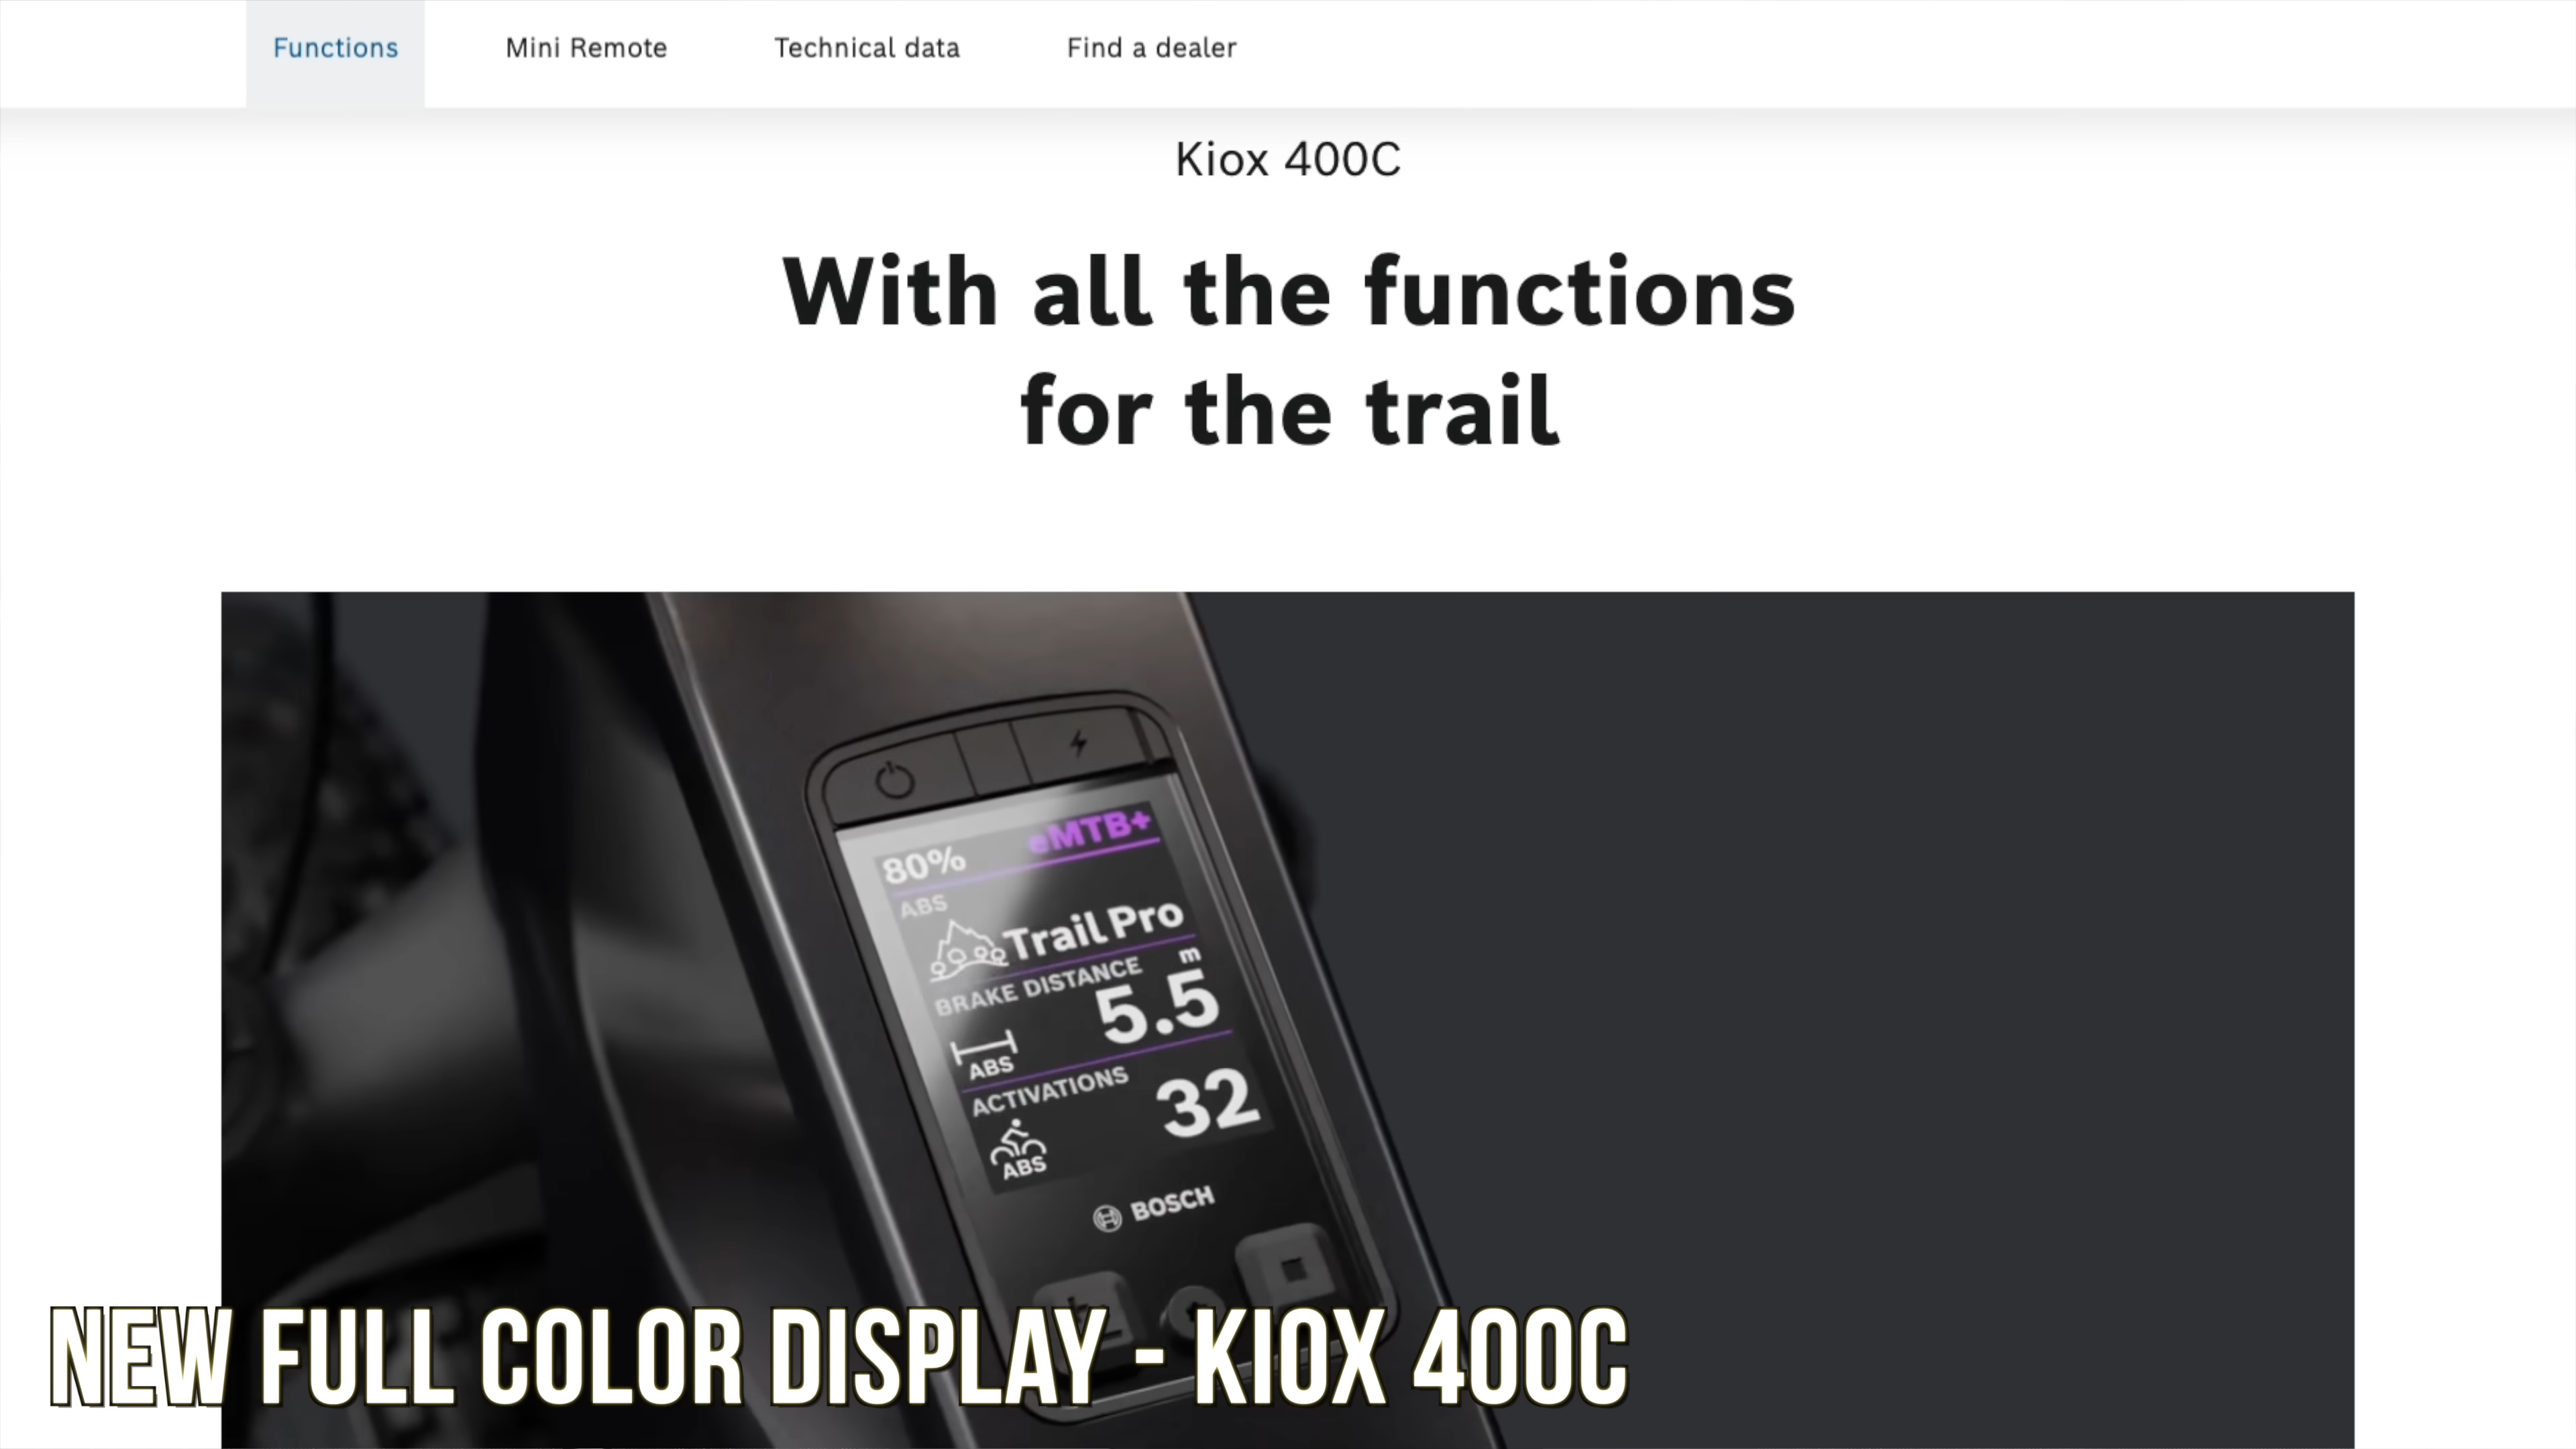 Functions Mini Remote Technical data Find a dealer
Kiox 400C
With all the functions
for the trail
80% eMTB+
ABS
Trail Pro
BRAKE DISTANCE m
5.5
ABS
ACTIVATIONS
32
ABS
BOSCH
NEW FULL COLOR DISPLAY - KIOX 400C